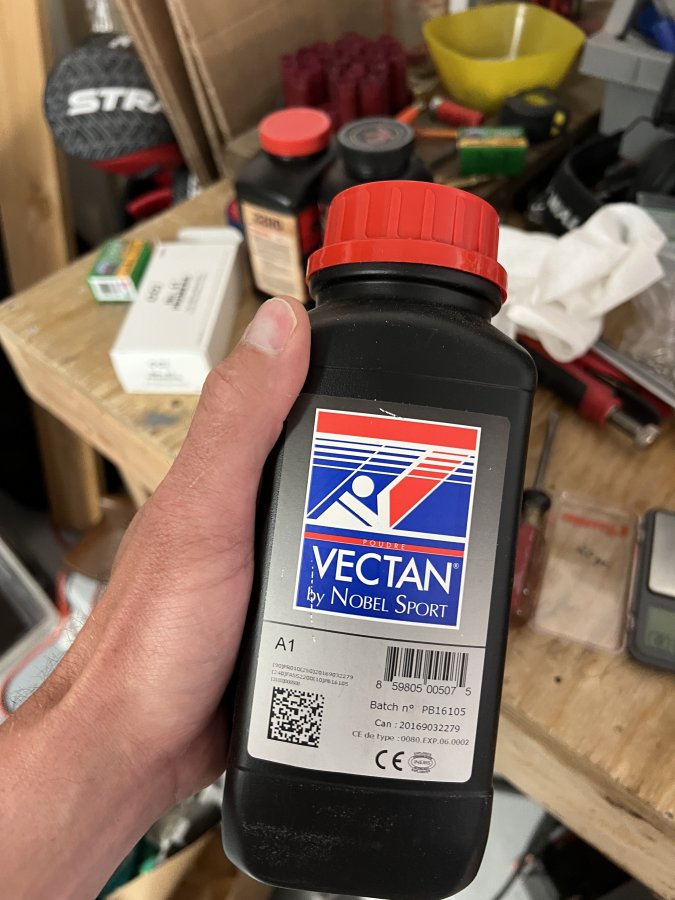 STRA
POUDRE
VECTAN®
by NOBEL SPORT
A1
8 59805 00507 5
Batch n° PB16105
Can : 20169032279
CE de type :0080.EXP.06.0002
CE